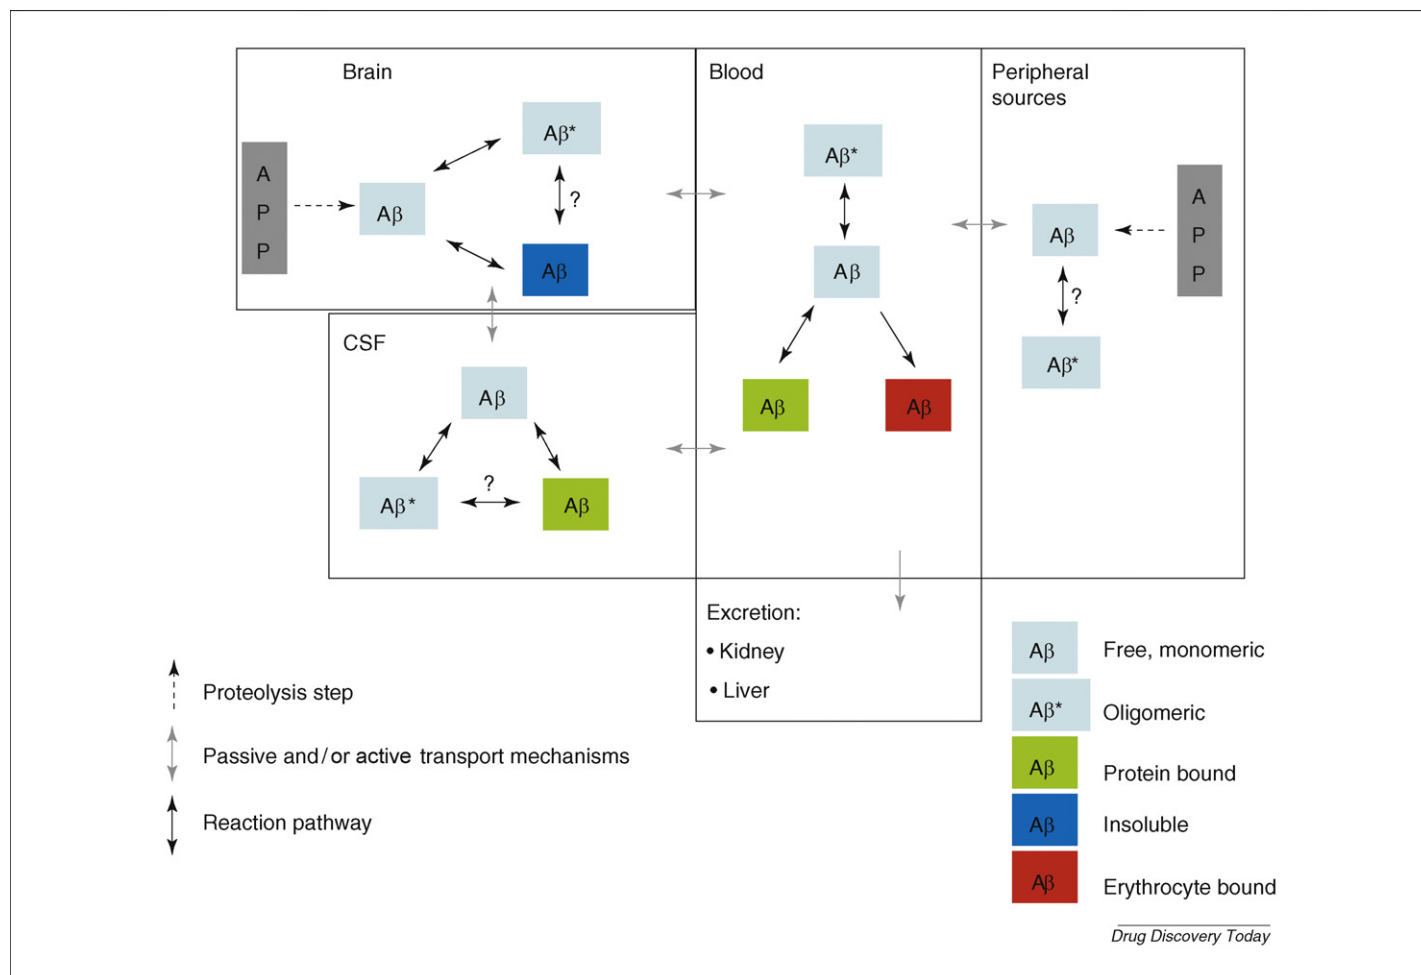 Brain
Aβ*
A
P
P
Aβ
?
Aβ
CSF
Aβ
Aβ*
?
Aβ
Blood
Aβ*
Aβ
Aβ
Aβ
Peripheral
sources
Aβ
A
P
P
?
Aβ*
Excretion:
• Kidney
• Liver
Proteolysis step
Passive and/or active transport mechanisms
Reaction pathway
Aβ Free, monomeric
Aβ* Oligomeric
Aβ Protein bound
Aβ Insoluble
Aβ Erythrocyte bound
Drug Discovery Today